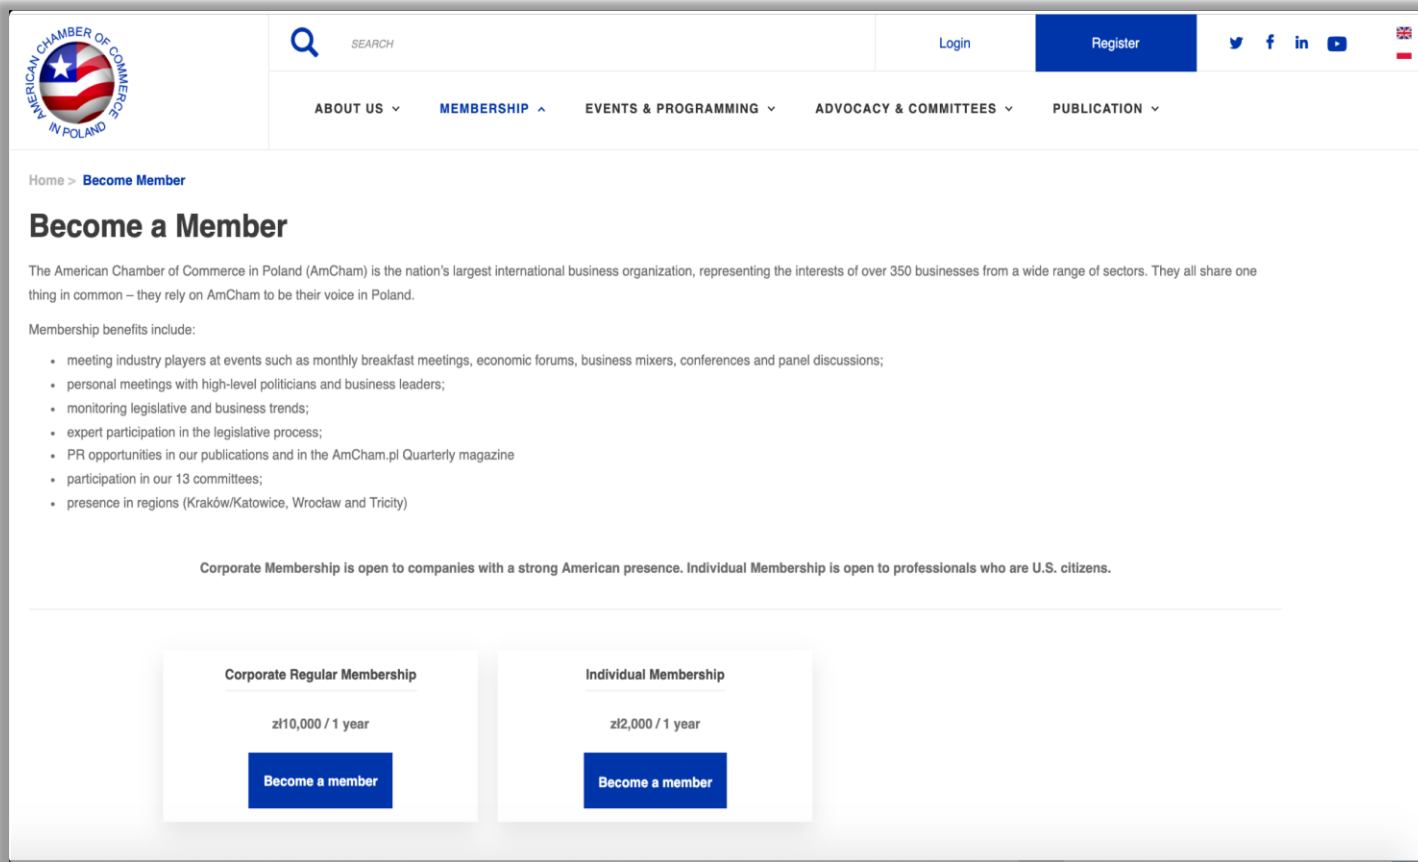 AMERICAN CHAMBER OF COMMERCE
IN POLAND
SEARCH
Login
Register
ABOUT US
MEMBERSHIP
EVENTS & PROGRAMMING
ADVOCACY & COMMITTEES
PUBLICATION
Home > Become Member
Become a Member
The American Chamber of Commerce in Poland (AmCham) is the nation's largest international business organization, representing the interests of over 350 businesses from a wide range of sectors. They all share one
thing in common – they rely on AmCham to be their voice in Poland.
Membership benefits include:
• meeting industry players at events such as monthly breakfast meetings, economic forums, business mixers, conferences and panel discussions;
• personal meetings with high-level politicians and business leaders;
• monitoring legislative and business trends;
• expert participation in the legislative process;
• PR opportunities in our publications and in the AmCham.pl Quarterly magazine
• participation in our 13 committees;
• presence in regions (Kraków/Katowice, Wrocław and Tricity)
Corporate Membership is open to companies with a strong American presence. Individual Membership is open to professionals who are U.S. citizens.
Corporate Regular Membership
zł10,000 / 1 year
Become a member
Individual Membership
zł2,000 / 1 year
Become a member